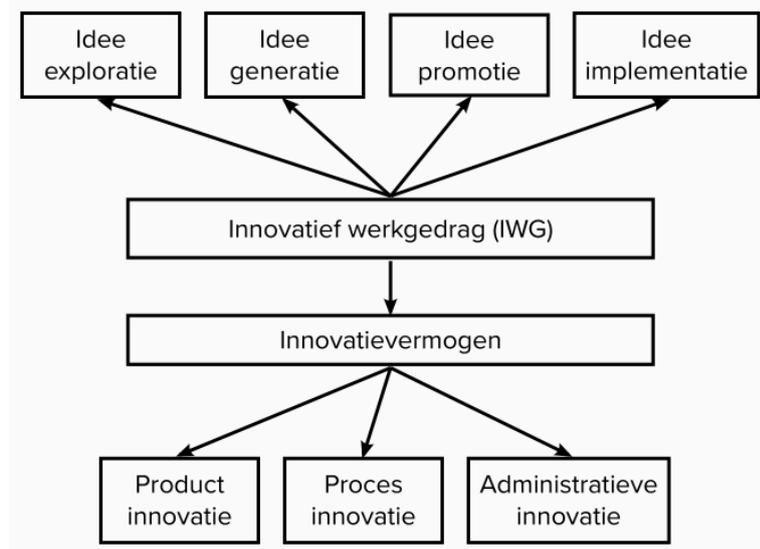 Idee
exploratie
Idee
generatie
Idee
promotie
Idee
implementatie
Innovatief werkgedrag (IWG)
Innovatievermogen
Product
innovatie
Proces
innovatie
Administratieve
innovatie